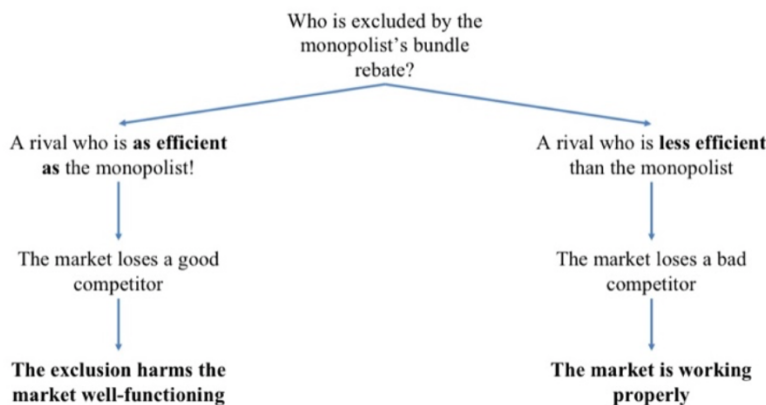 Who is excluded by the
monopolist's bundle
rebate?
A rival who is as efficient
as the monopolist!
A rival who is less efficient
than the monopolist
The market loses a good
competitor
The market loses a bad
competitor
The exclusion harms the
market well-functioning
The market is working
properly